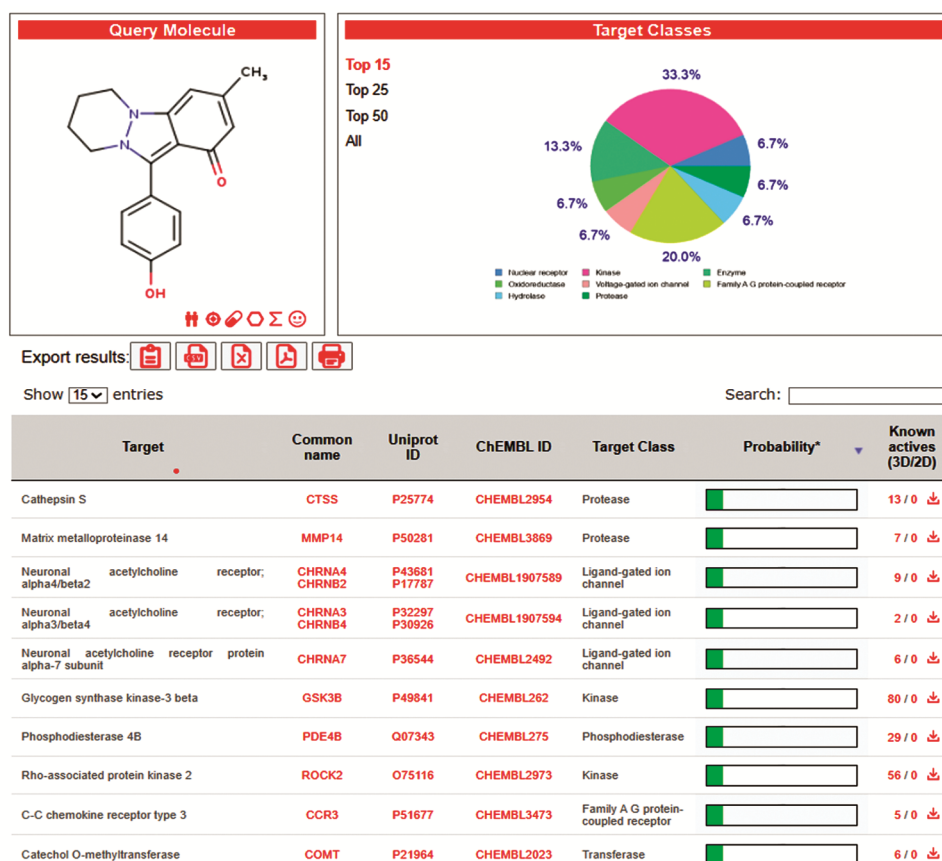 Query Molecule
CH3
N
N
O
OH
Target Classes
Top 15
Top 25
Top 50
All
33.3%
6.7%
6.7%
6.7%
20.0%
6.7%
6.7%
13.3%
Nuclear receptor Kinase Enzyme
Oxidoreductase Voltage-gated ion channel Family A G protein-coupled receptor
Hydrolase Protease
Export results:
CSV
Show 15 entries Search:
Target Common name Uniprot ID ChEMBL ID Target Class Probability* Known actives (3D/2D)
Cathepsin S CTSS P25774 CHEMBL2954 Protease 13 / 0
Matrix metalloproteinase 14 MMP14 P50281 CHEMBL3869 Protease 7 / 0
Neuronal acetylcholine receptor; CHRNA4 P43681 CHEMBL1907589 Ligand-gated ion 9 / 0
alpha4/beta2 CHRNB2 P17787 channel
Neuronal acetylcholine receptor; CHRNA3 P32297 CHEMBL1907594 Ligand-gated ion 2 / 0
alpha3/beta4 CHRNB4 P30926 channel
Neuronal acetylcholine receptor protein CHRNA7 P36544 CHEMBL2492 Ligand-gated ion 6 / 0
alpha-7 subunit channel
Glycogen synthase kinase-3 beta GSK3B P49841 CHEMBL262 Kinase 80 / 0
Phosphodiesterase 4B PDE4B Q07343 CHEMBL275 Phosphodiesterase 29 / 0
Rho-associated protein kinase 2 ROCK2 O75116 CHEMBL2973 Kinase 56 / 0
C-C chemokine receptor type 3 CCR3 P51677 CHEMBL3473 Family A G protein- 5 / 0
coupled receptor
Catechol O-methyltransferase COMT P21964 CHEMBL2023 Transferase 6 / 0